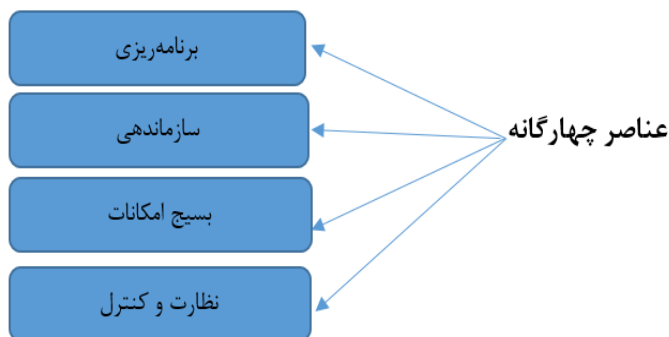 عناصر چهارگانه
برنامه‌ریزی
سازماندهی
بسیج امکانات
نظارت و کنترل